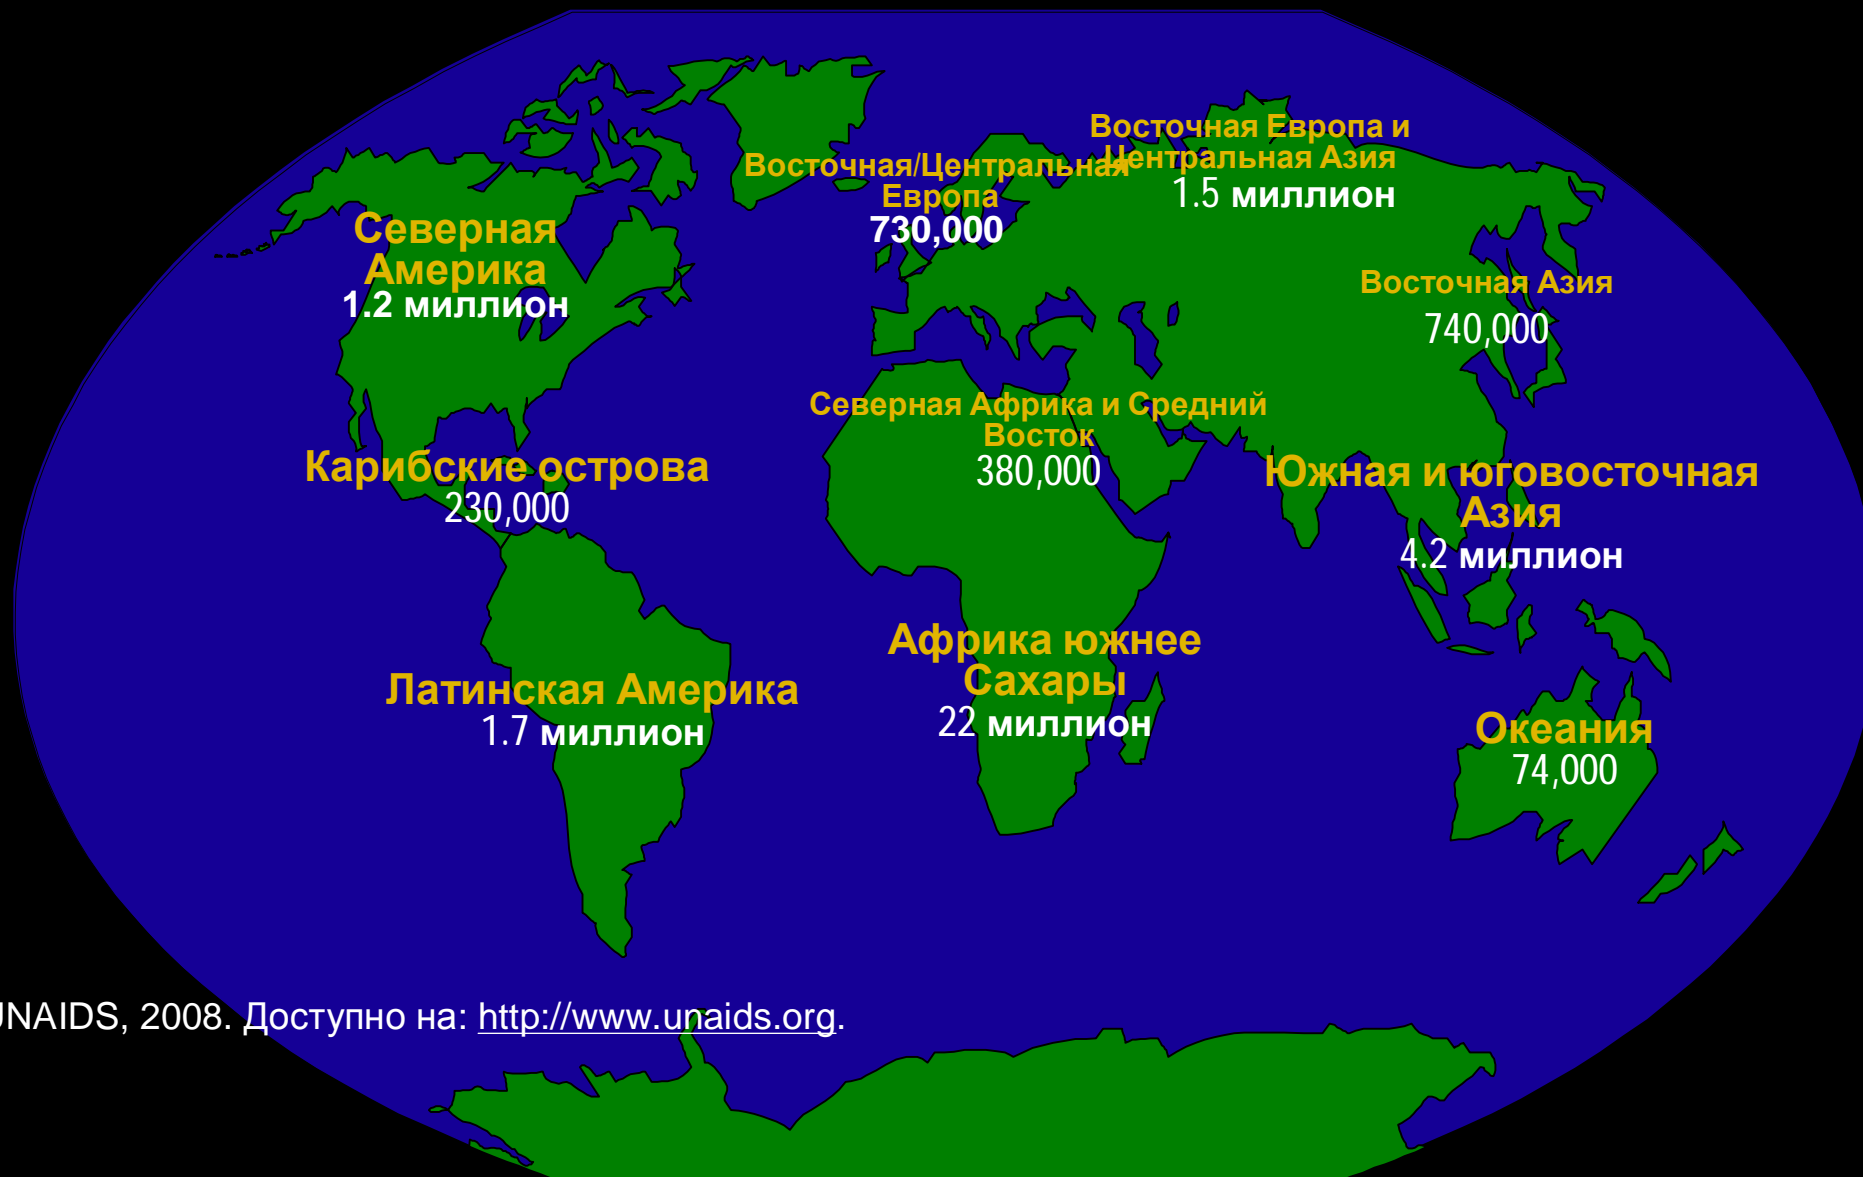 Восточная Европа и
Центральная Азия
1.5 миллион
Восточная/Центральная
Европа
730,000
Северная
Америка
1.2 миллион
Восточная Азия
740,000
Северная Африка и Средний
Восток
380,000
Карибские острова
230,000
Южная и юговосточная
Азия
4.2 миллион
Африка южнее
Сахары
22 миллион
Латинская Америка
1.7 миллион
Океания
74,000
UNAIDS, 2008. Доступно на: http://www.unaids.org.